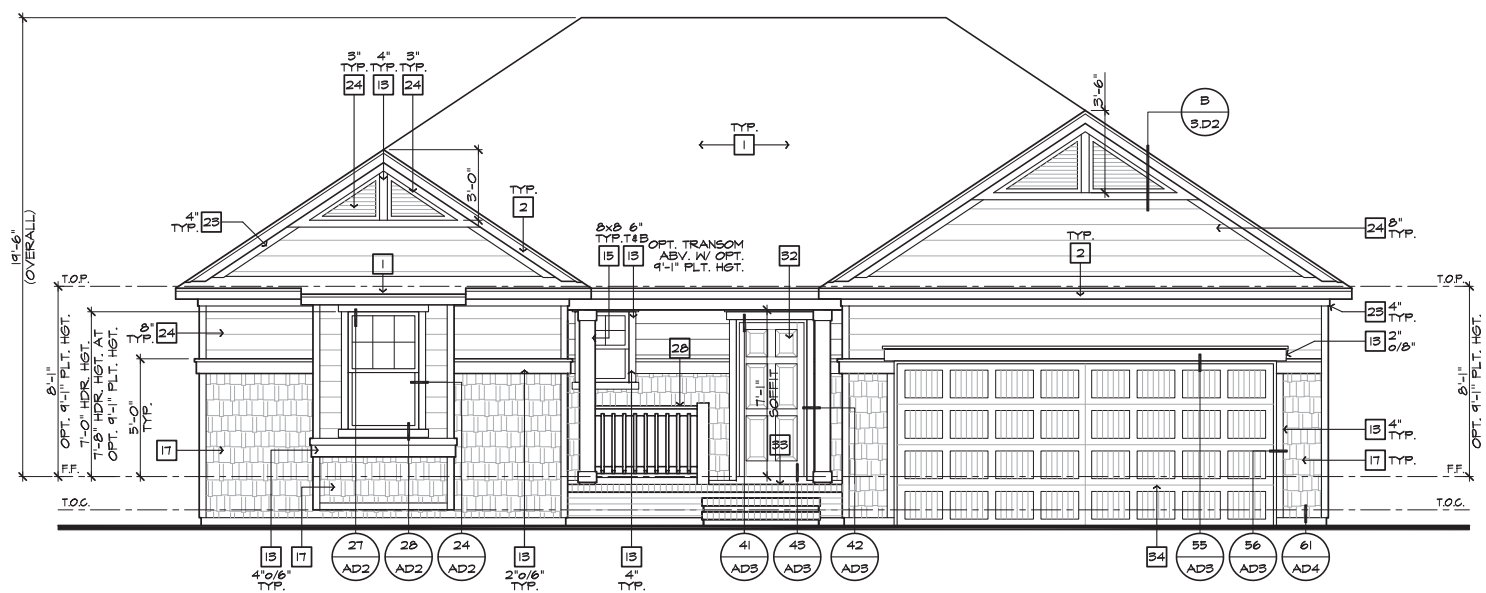 3" 4" 3"
TYP. TYP.
24 13 24
B
3.D2
3'-6"
TYP.
1
3'-0"
TYP.
2
4"
TYP. 23
19'-6"
(OVERALL)
8x8 6"
TYP. T&B
15 13
OPT. TRANSOM
ABV. W/ OPT.
9'-1" PLT. HGT.
32
24 8"
TYP.
TYP.
2
1
T.O.P.
T.O.P.
23 4"
TYP.
13 2"
o/8"
8"
TYP. 24
28
8'-1"
OPT. 9'-1" PLT. HGT.
7'-0" HDR. HGT.
7'-8" HDR. HGT. AT
OPT. 9'-1" PLT. HGT.
5'-0"
TYP.
7'-1"
SOFFIT
8'-1"
OPT. 9'-1" PLT. HGT.
13 4"
TYP.
17
33
17 TYP.
F.F.
F.F.
13
17
T.O.C.
T.O.C.
13 17
4"o/6"
TYP.
27
AD2
28
AD2
24
AD2
13
2"o/6"
TYP.
13
4"
TYP.
41
AD3
43
AD3
42
AD3
34
55
AD3
56
AD3
61
AD4